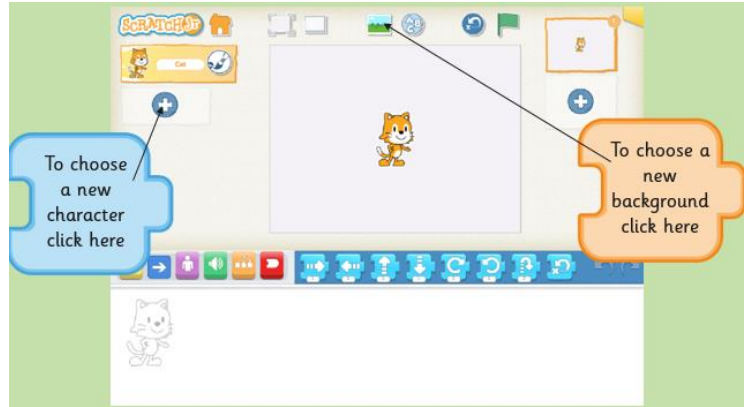 SCRATCHJR
Cat
To choose
a new
character
click here
To choose a
new
background
click here